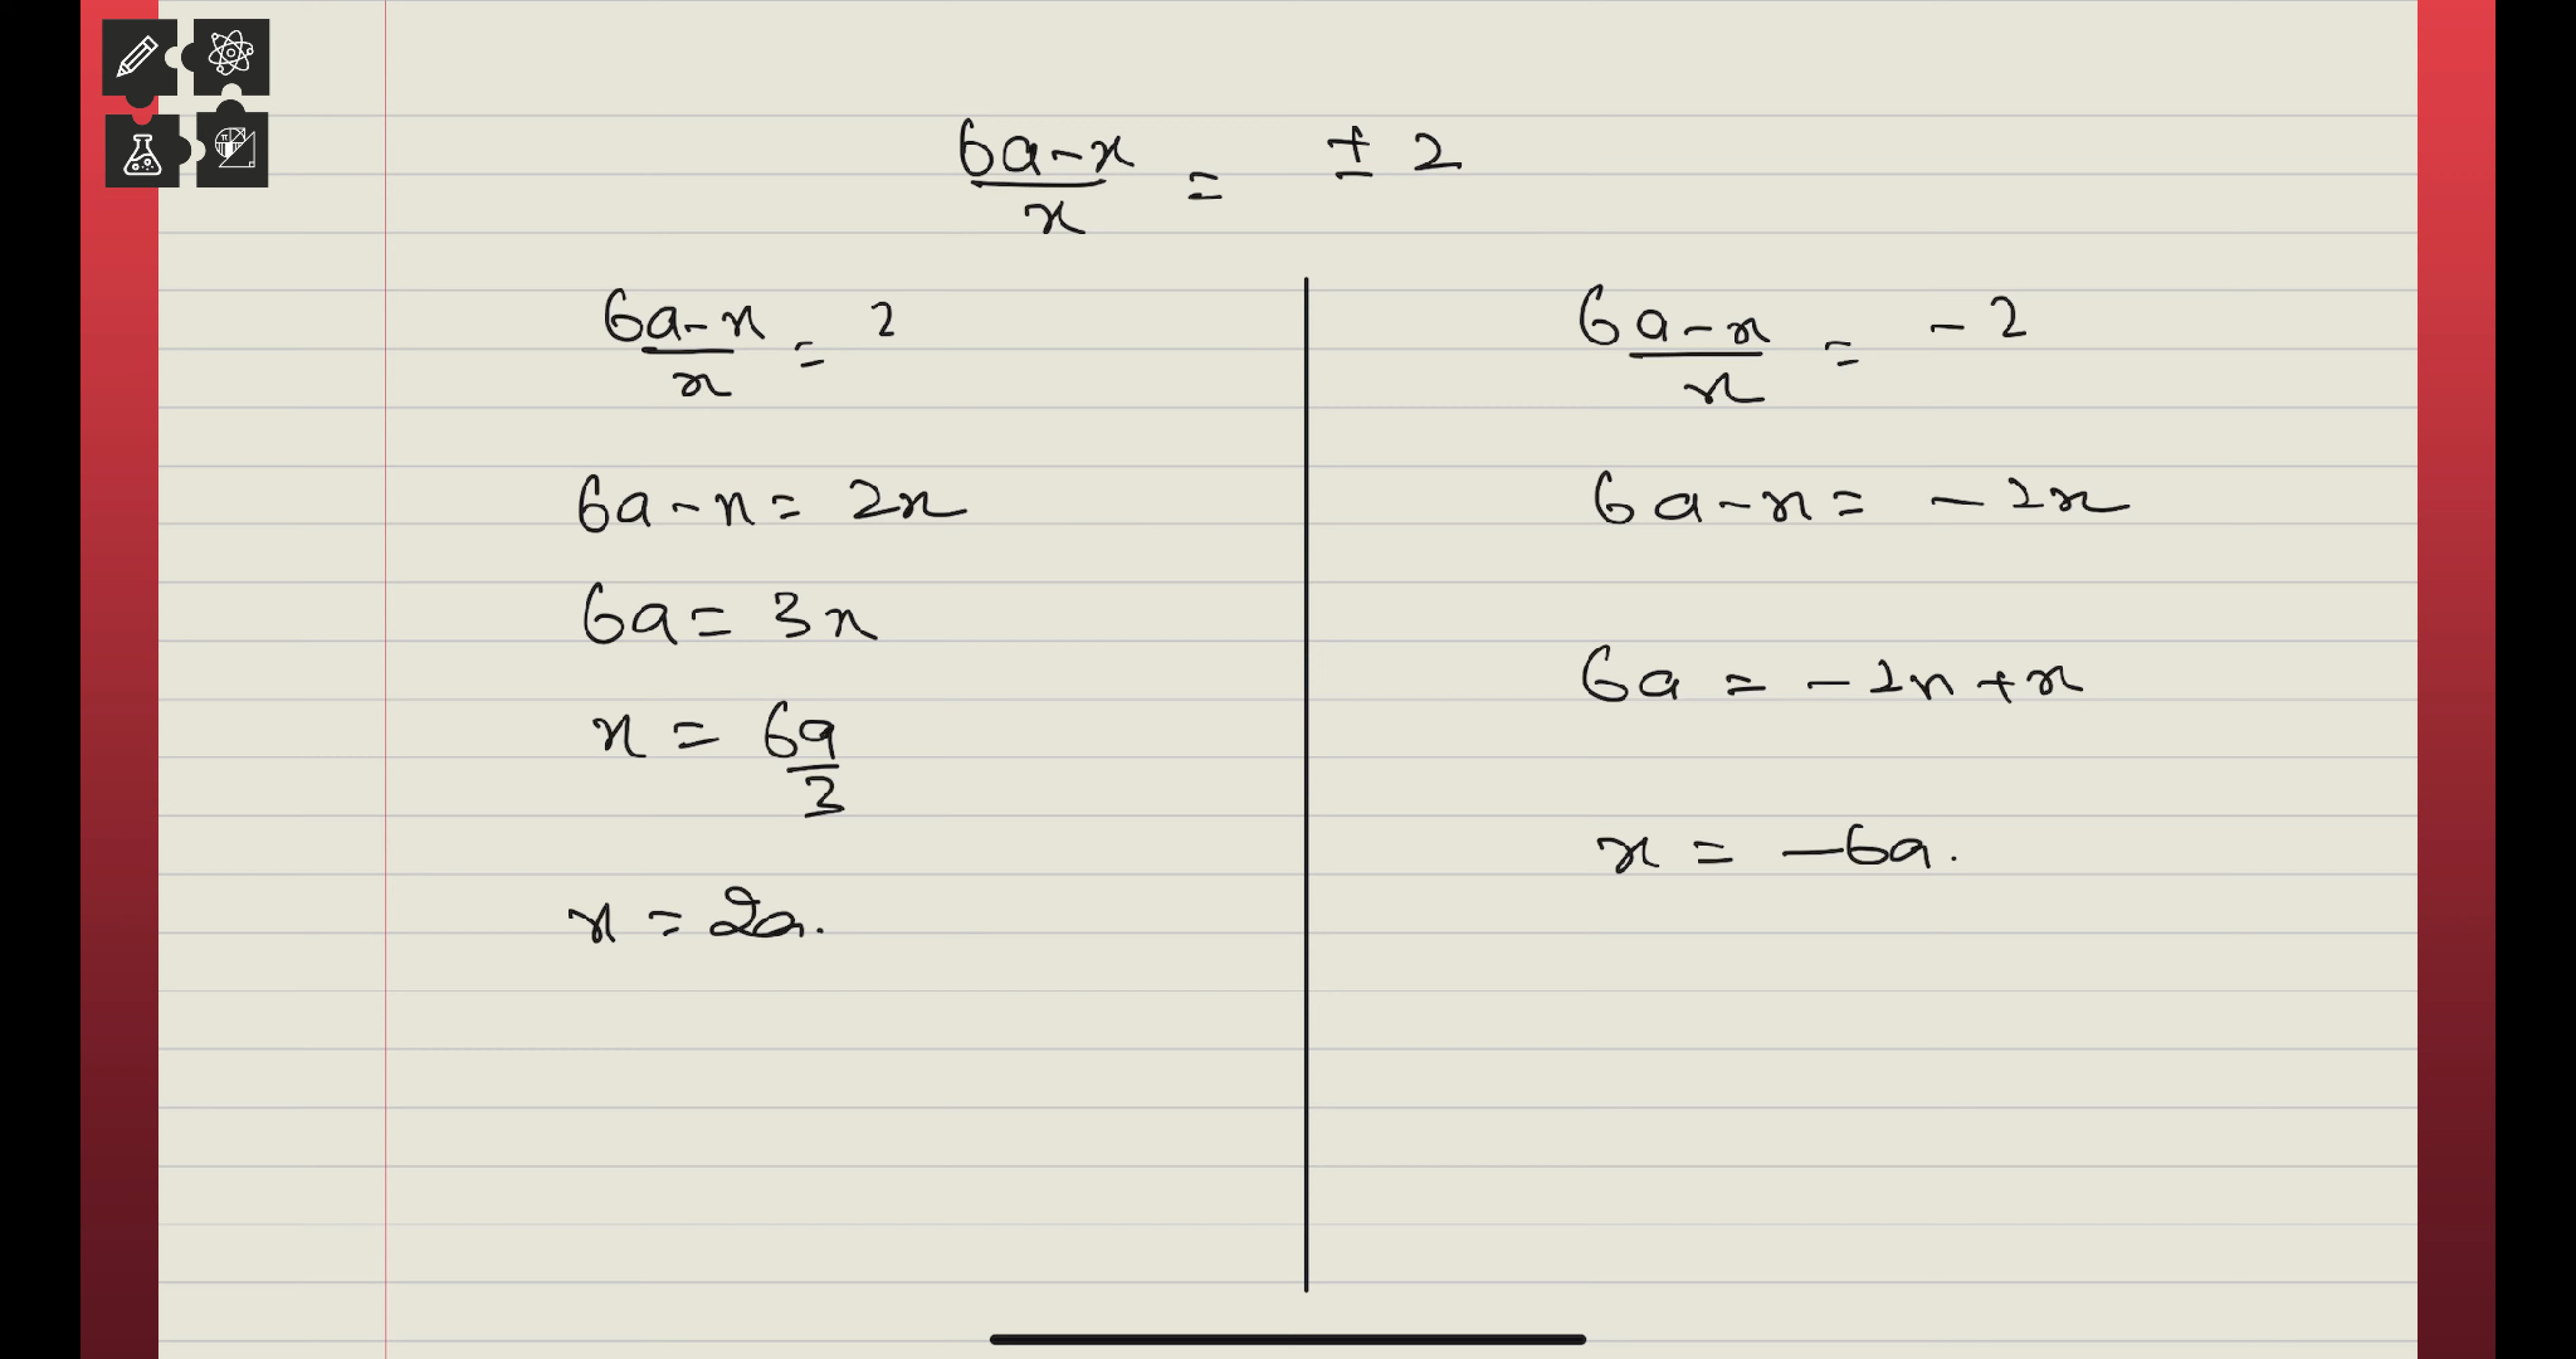 (6a-x)/x = ± 2
(6a-x)/x = 2
6a-x = 2x
6a = 3x
x = 6a/3
x = 2a.
(6a-x)/x = -2
6a-x = -2x
6a = -2x+x
x = -6a.